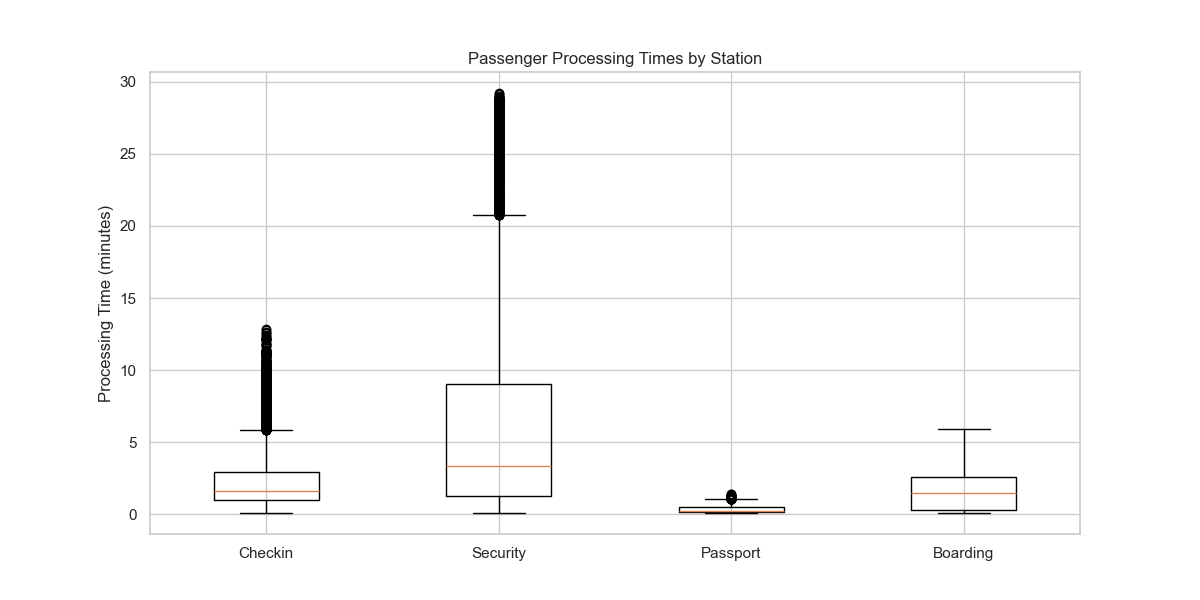 Passenger Processing Times by Station
Processing Time (minutes)
30
25
20
15
10
5
0
Checkin Security Passport Boarding